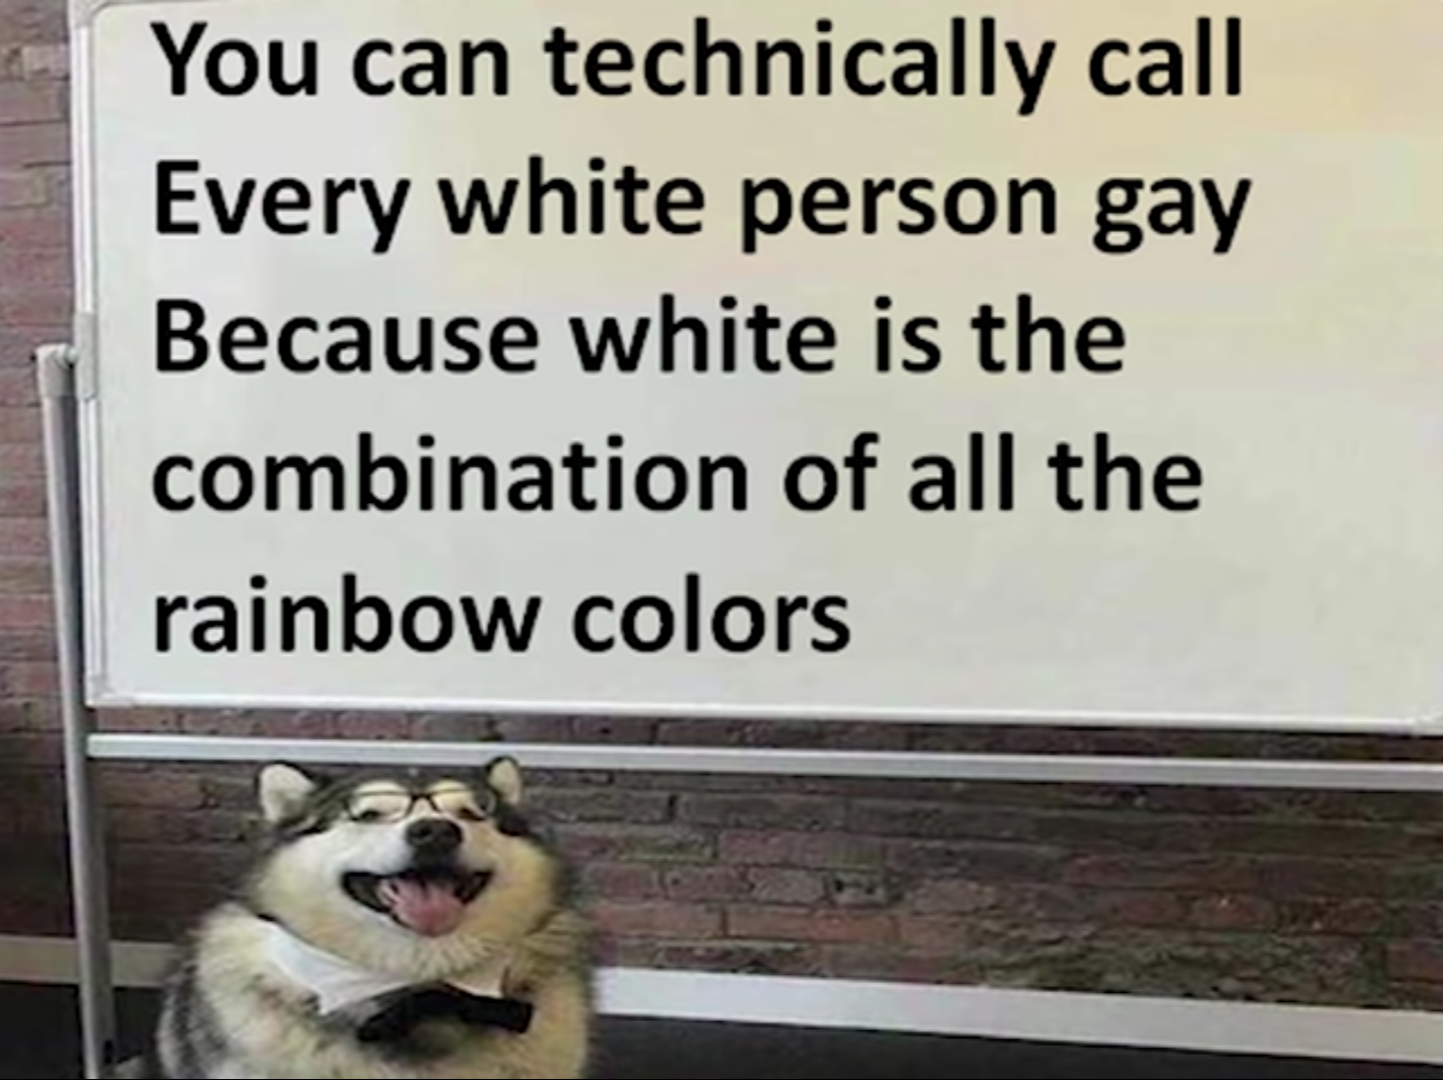 You can technically call
Every white person gay
Because white is the
combination of all the
rainbow colors